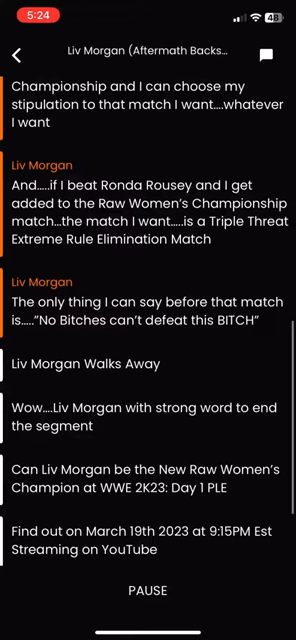 5:24
48
Liv Morgan (Aftermath Backs...
Championship and I can choose my
stipulation to that match I want....whatever
I want
Liv Morgan
And.....if I beat Ronda Rousey and I get
added to the Raw Women's Championship
match...the match I want.....is a Triple Threat
Extreme Rule Elimination Match
Liv Morgan
The only thing I can say before that match
is....."No Bitches can't defeat this BITCH"
Liv Morgan Walks Away
Wow....Liv Morgan with strong word to end
the segment
Can Liv Morgan be the New Raw Women's
Champion at WWE 2K23: Day 1 PLE
Find out on March 19th 2023 at 9:15PM Est
Streaming on YouTube
PAUSE